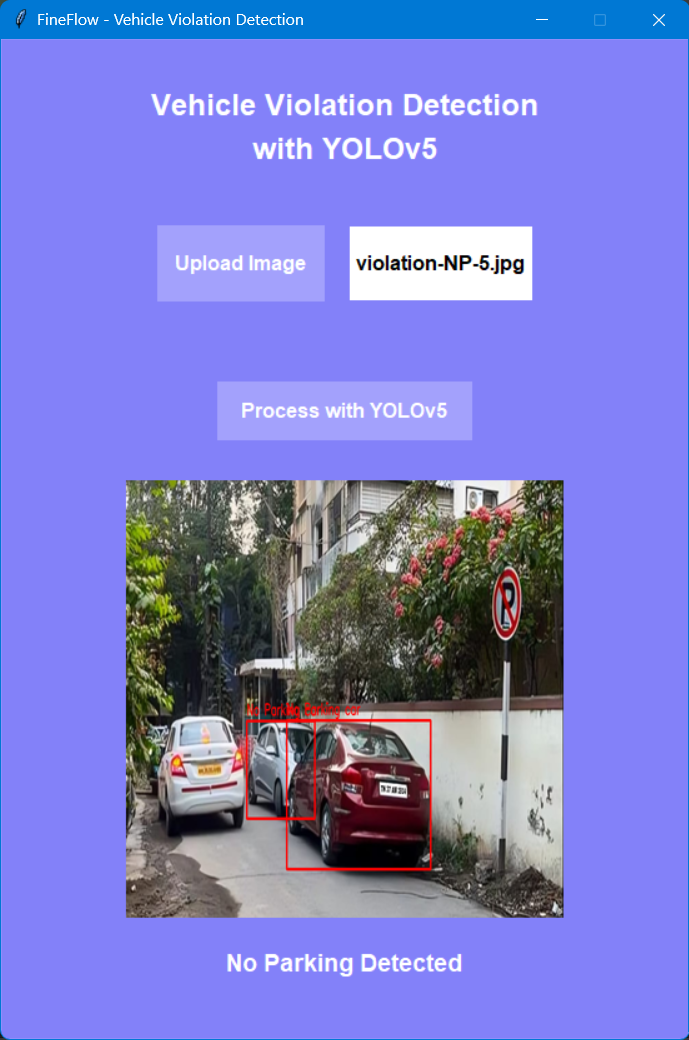 FineFlow - Vehicle Violation Detection
Vehicle Violation Detection
with YOLOv5
Upload Image
violation-NP-5.jpg
Process with YOLOv5
P
No Parking
Parking car
No Parking Detected